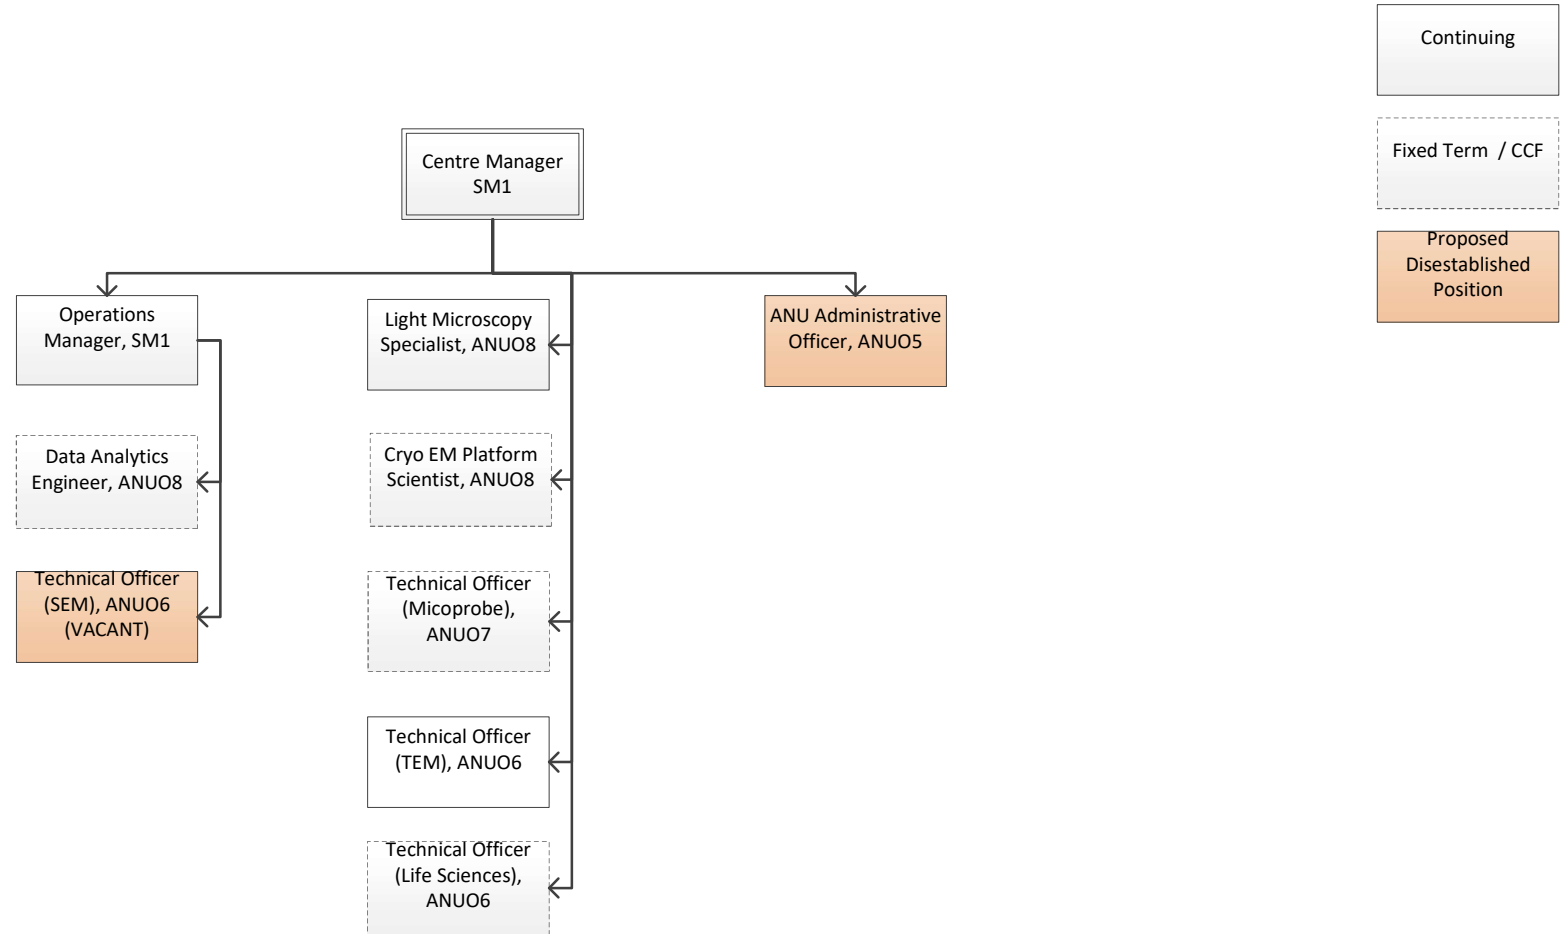 Continuing
Fixed Term / CCF
Proposed
Disestablished
Position
Centre Manager
SM1
Operations
Manager, SM1
Data Analytics
Engineer, ANUO8
Technical Officer
(SEM), ANUO6
(VACANT)
Light Microscopy
Specialist, ANUO8
Cryo EM Platform
Scientist, ANUO8
Technical Officer
(Micoprobe),
ANUO7
Technical Officer
(TEM), ANUO6
Technical Officer
(Life Sciences),
ANUO6
ANU Administrative
Officer, ANUO5